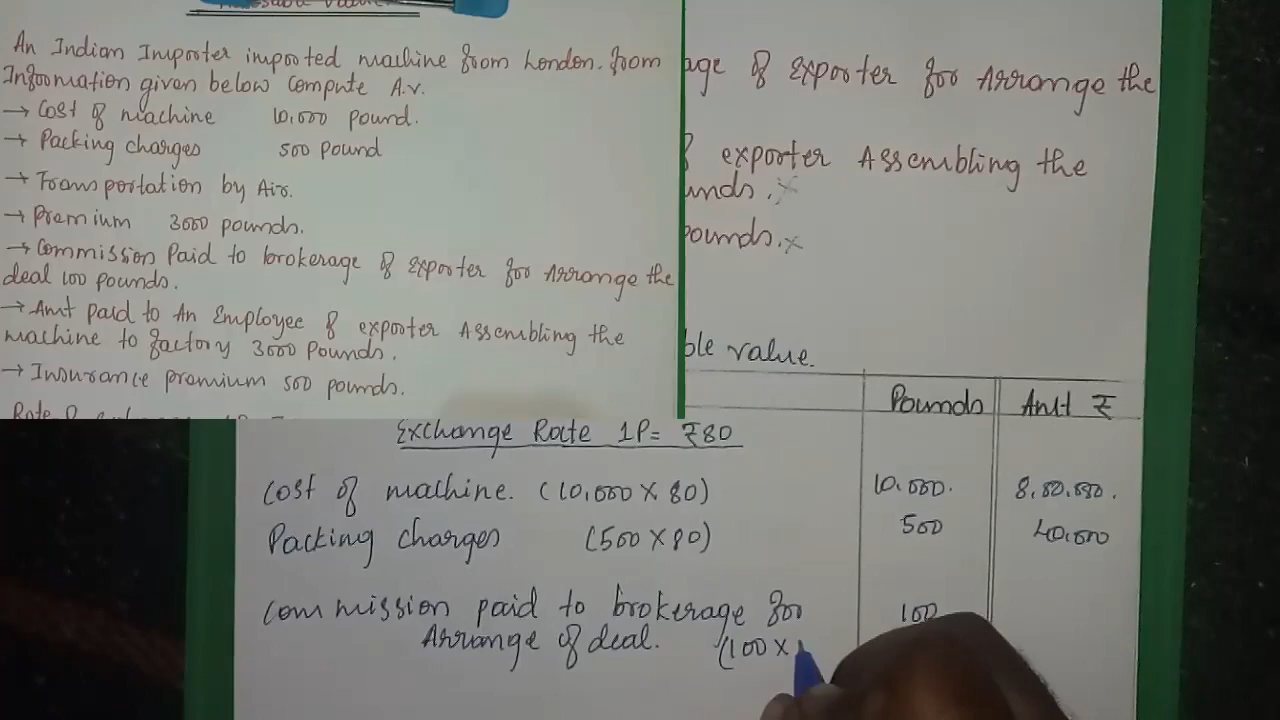 An Indian Importer imported machine from London. from
Information given below compute A.V.
→ Cost of machine 10,000 pound.
→ Packing charges 500 pound
→ Transportation by Air.
→ Premium 3000 pounds.
→ Commission Paid to brokerage of exporter for Arrange the
deal 100 pounds.
→ Amt paid to An Employee of exporter Assembling the
machine to factory 3000 Pounds.
→ Insurance premium 500 pounds.
age of exporter for Arrange the
of exporter Assembling the
unds. x
pounds. x
ble value.
Pounds Amt ₹
Exchange Rate 1P = ₹80
Cost of machine. (10,000 X 80) 10,000. 8,00,000.
Packing charges (500 X 80) 500 40,000
Commission paid to brokerage for 100
Arrange of deal. (100 X